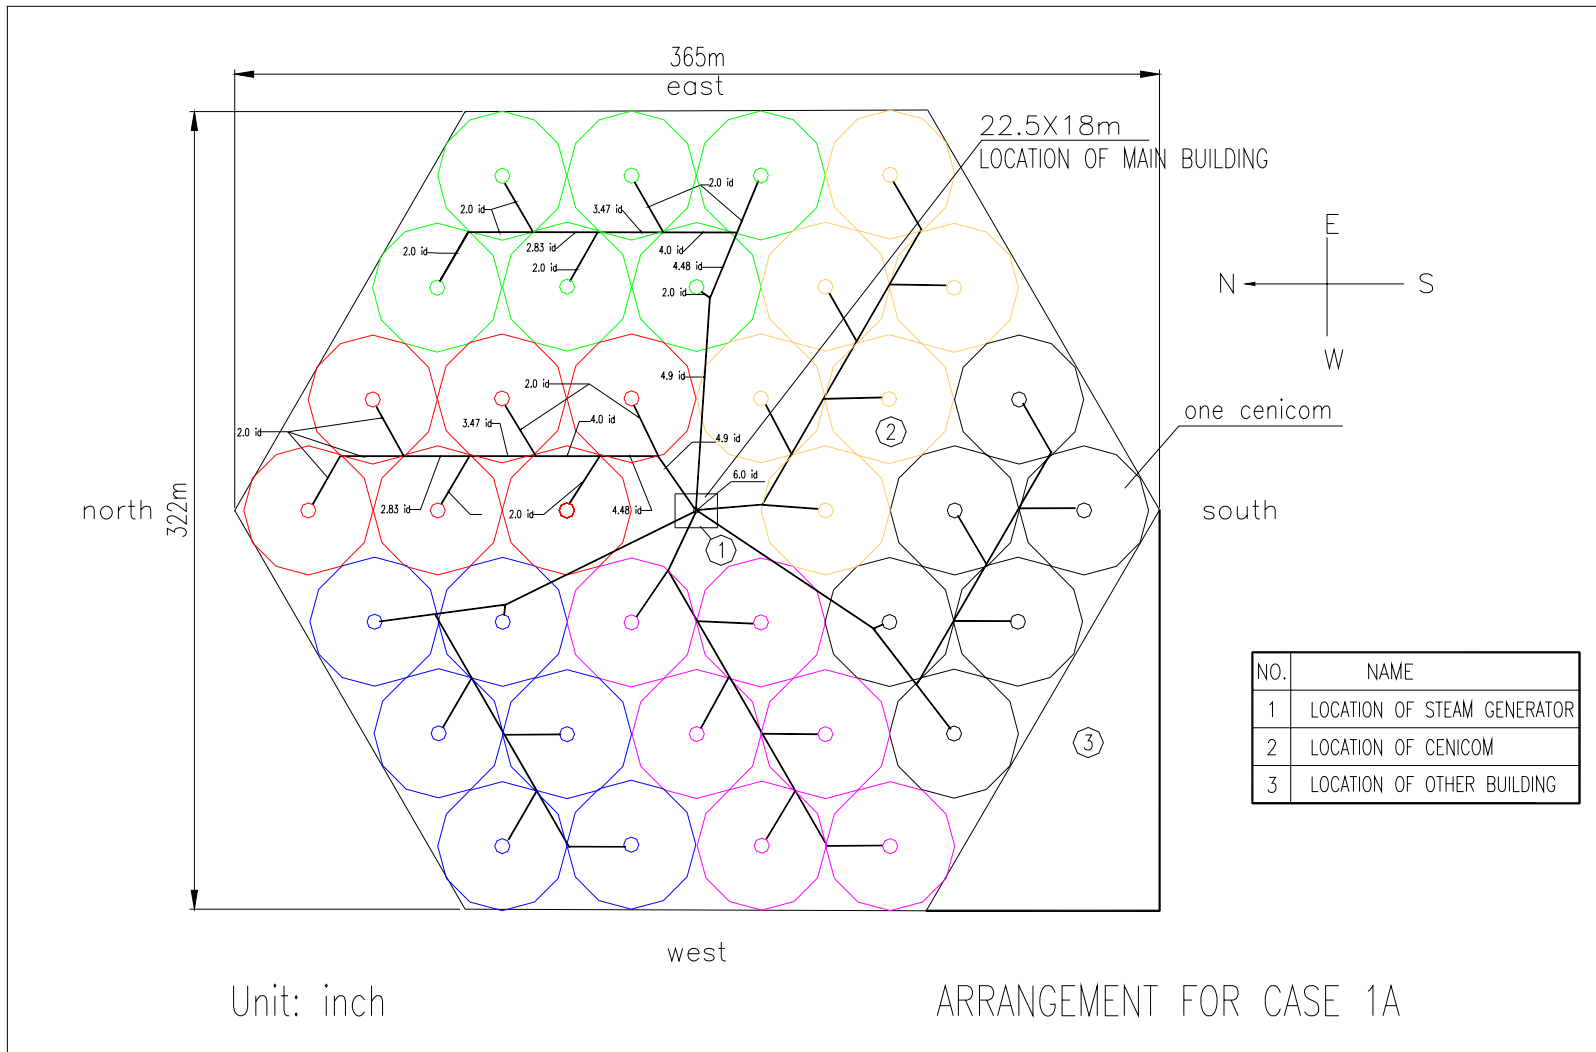 365m
east
22.5X18m
LOCATION OF MAIN BUILDING
2.0 id
2.0 id
3.47 id
2.0 id
2.83 id
4.0 id
2.0 id
4.48 id
2.0 id
E
N
S
W
4.9 id
2.0 id
one cenicom
2.0 id
3.47 id
4.0 id
2
4.9 id
6.0 id
north
322m
2.83 id
2.0 id
4.48 id
south
1
NO. NAME
1 LOCATION OF STEAM GENERATOR
2 LOCATION OF CENICOM
3 LOCATION OF OTHER BUILDING
3
west
Unit: inch
ARRANGEMENT FOR CASE 1A